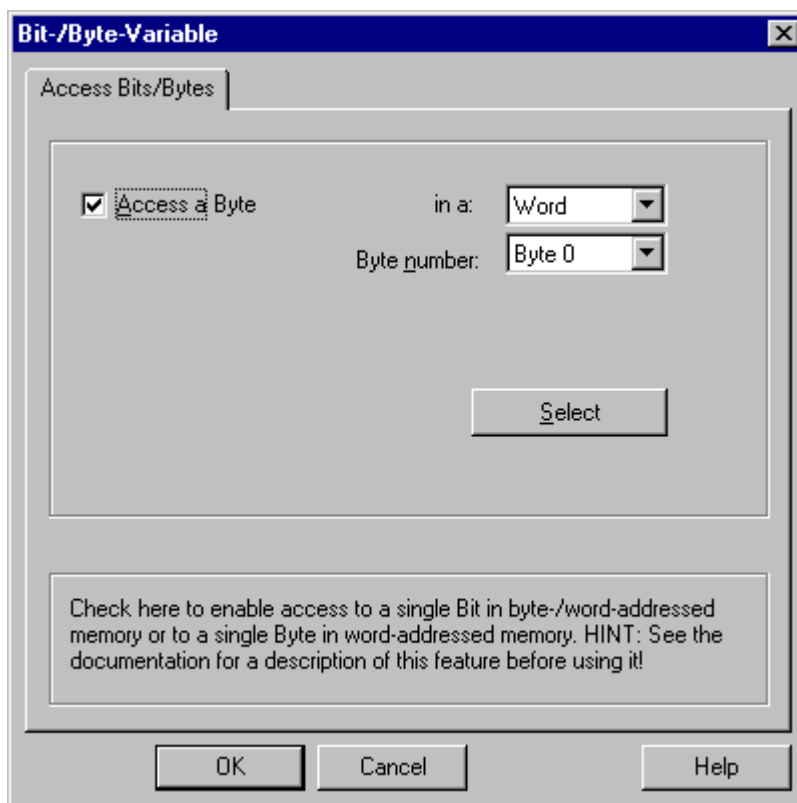 Bit-/Byte-Variable
Access Bits/Bytes
Access a Byte
in a:
Word
Byte number:
Byte 0
Select
Check here to enable access to a single Bit in byte-/word-addressed
memory or to a single Byte in word-addressed memory. HINT: See the
documentation for a description of this feature before using it!
OK
Cancel
Help